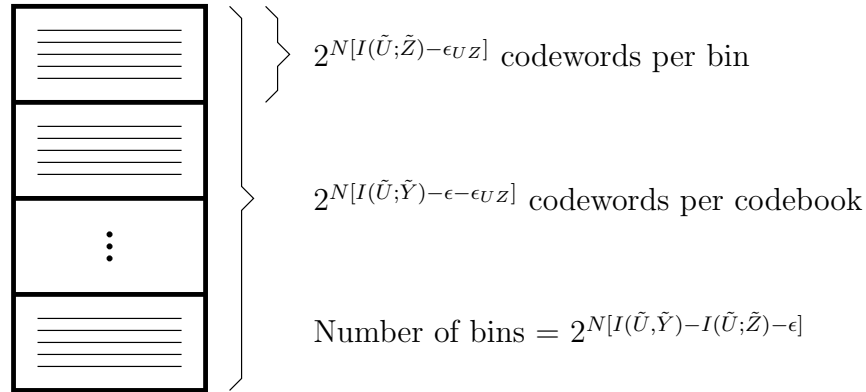 2^{N[I(Ũ;Z̃)−ϵ_{UZ}]} codewords per bin
2^{N[I(Ũ;Ỹ)−ϵ−ϵ_{UZ}]} codewords per codebook
Number of bins = 2^{N[I(Ũ,Ỹ)−I(Ũ;Z̃)−ϵ]}